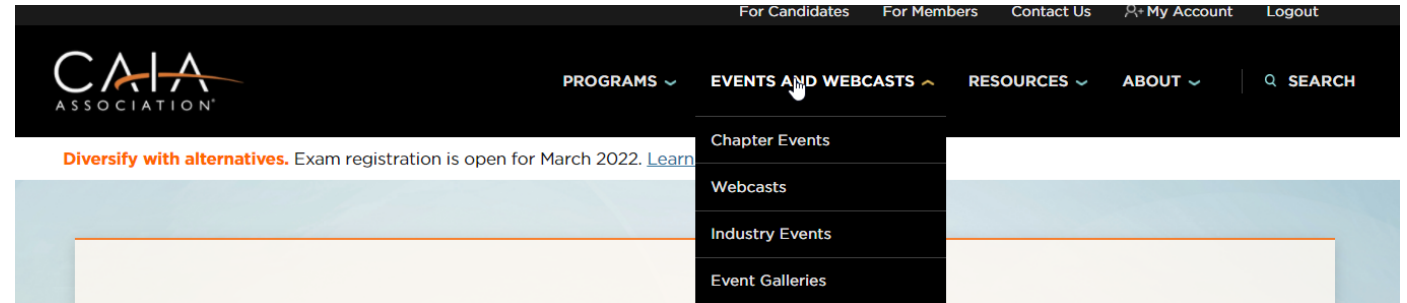 For Candidates For Members Contact Us My Account Logout
CAIA
ASSOCIATION
PROGRAMS EVENTS AND WEBCASTS RESOURCES ABOUT SEARCH
Chapter Events
Diversify with alternatives. Exam registration is open for March 2022. Learn
Webcasts
Industry Events
Event Galleries